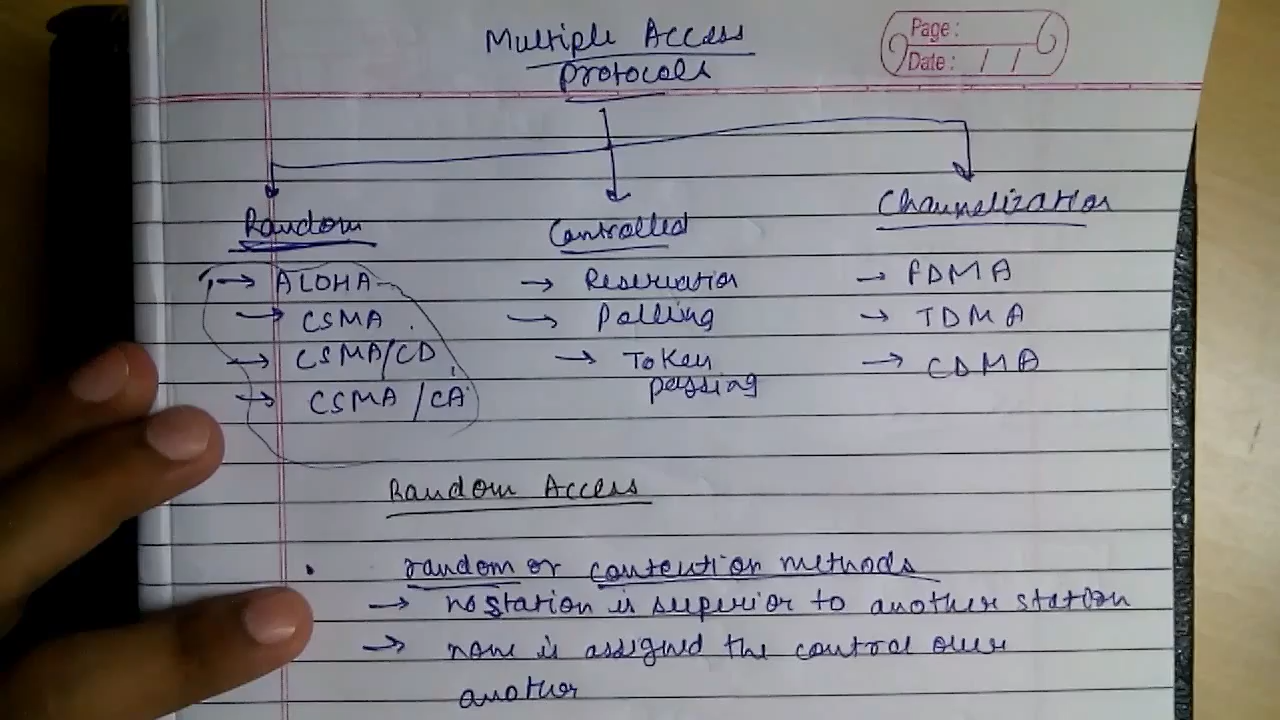 Multiple Access
Protocols
Page :
Date : / /
Random
Controlled
Channelization
→ ALOHA
→ Reservation
→ FDMA
→ CSMA
→ Polling
→ TDMA
→ CSMA/CD
→ Token
passing
→ CDMA
→ CSMA/CA
Random Access
• random or contention methods
→ no station is superior to another station
→ none is assigned the control over
another